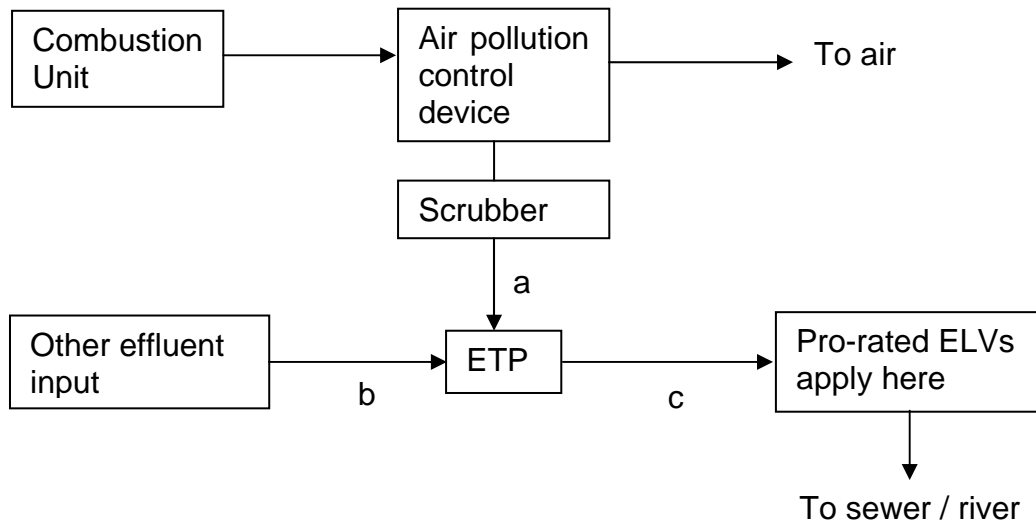 Combustion
Unit
Air pollution
control
device
To air
Scrubber
a
Other effluent
input
b
ETP
c
Pro-rated ELVs
apply here
To sewer / river